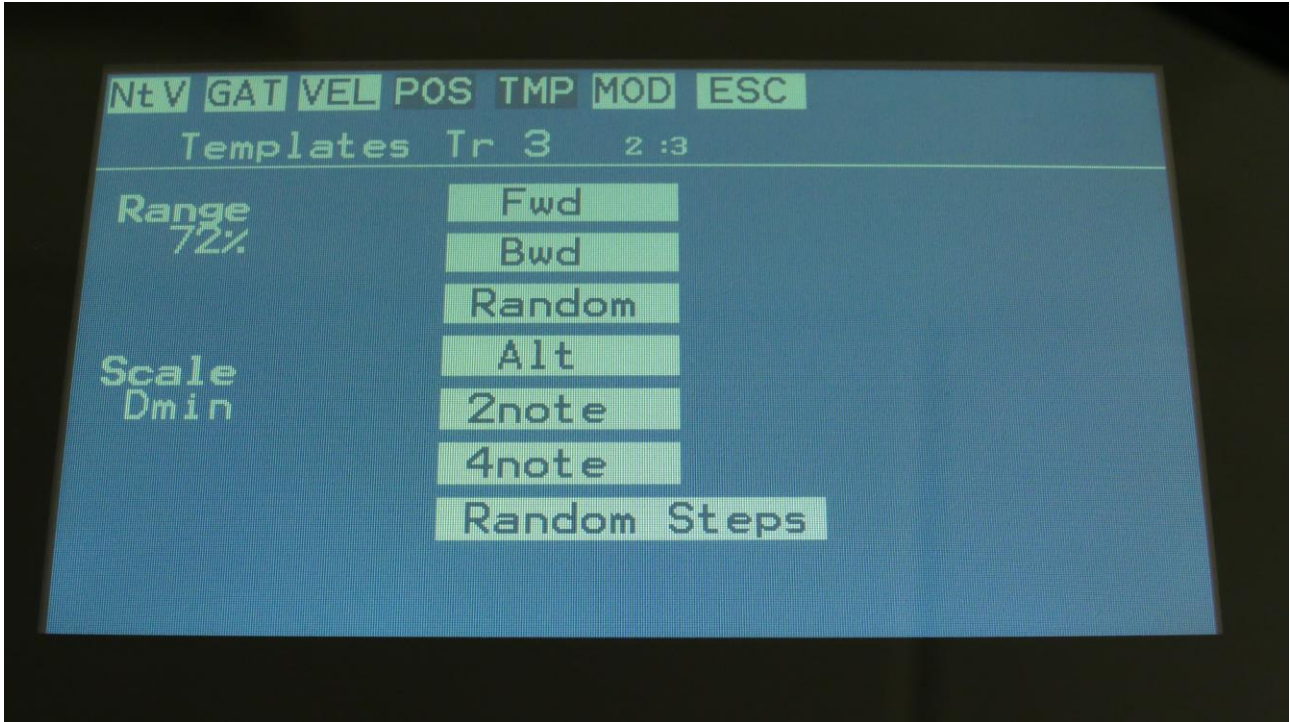 NtV GAT VEL POS TMP MOD ESC
Templates Tr 3 2 :3
Range
72%
Fwd
Bwd
Random
Alt
Scale
Dmin
2note
4note
Random Steps